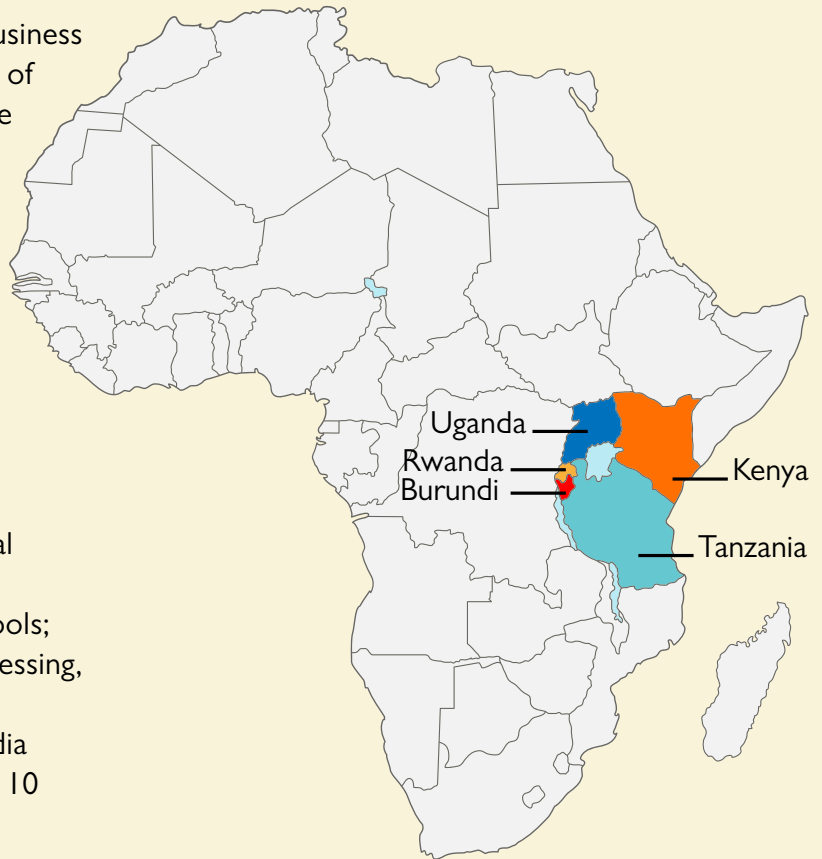 usiness
of
e
Uganda
Rwanda
Burundi
Kenya
Tanzania
al
ools;
essing,
dia
10